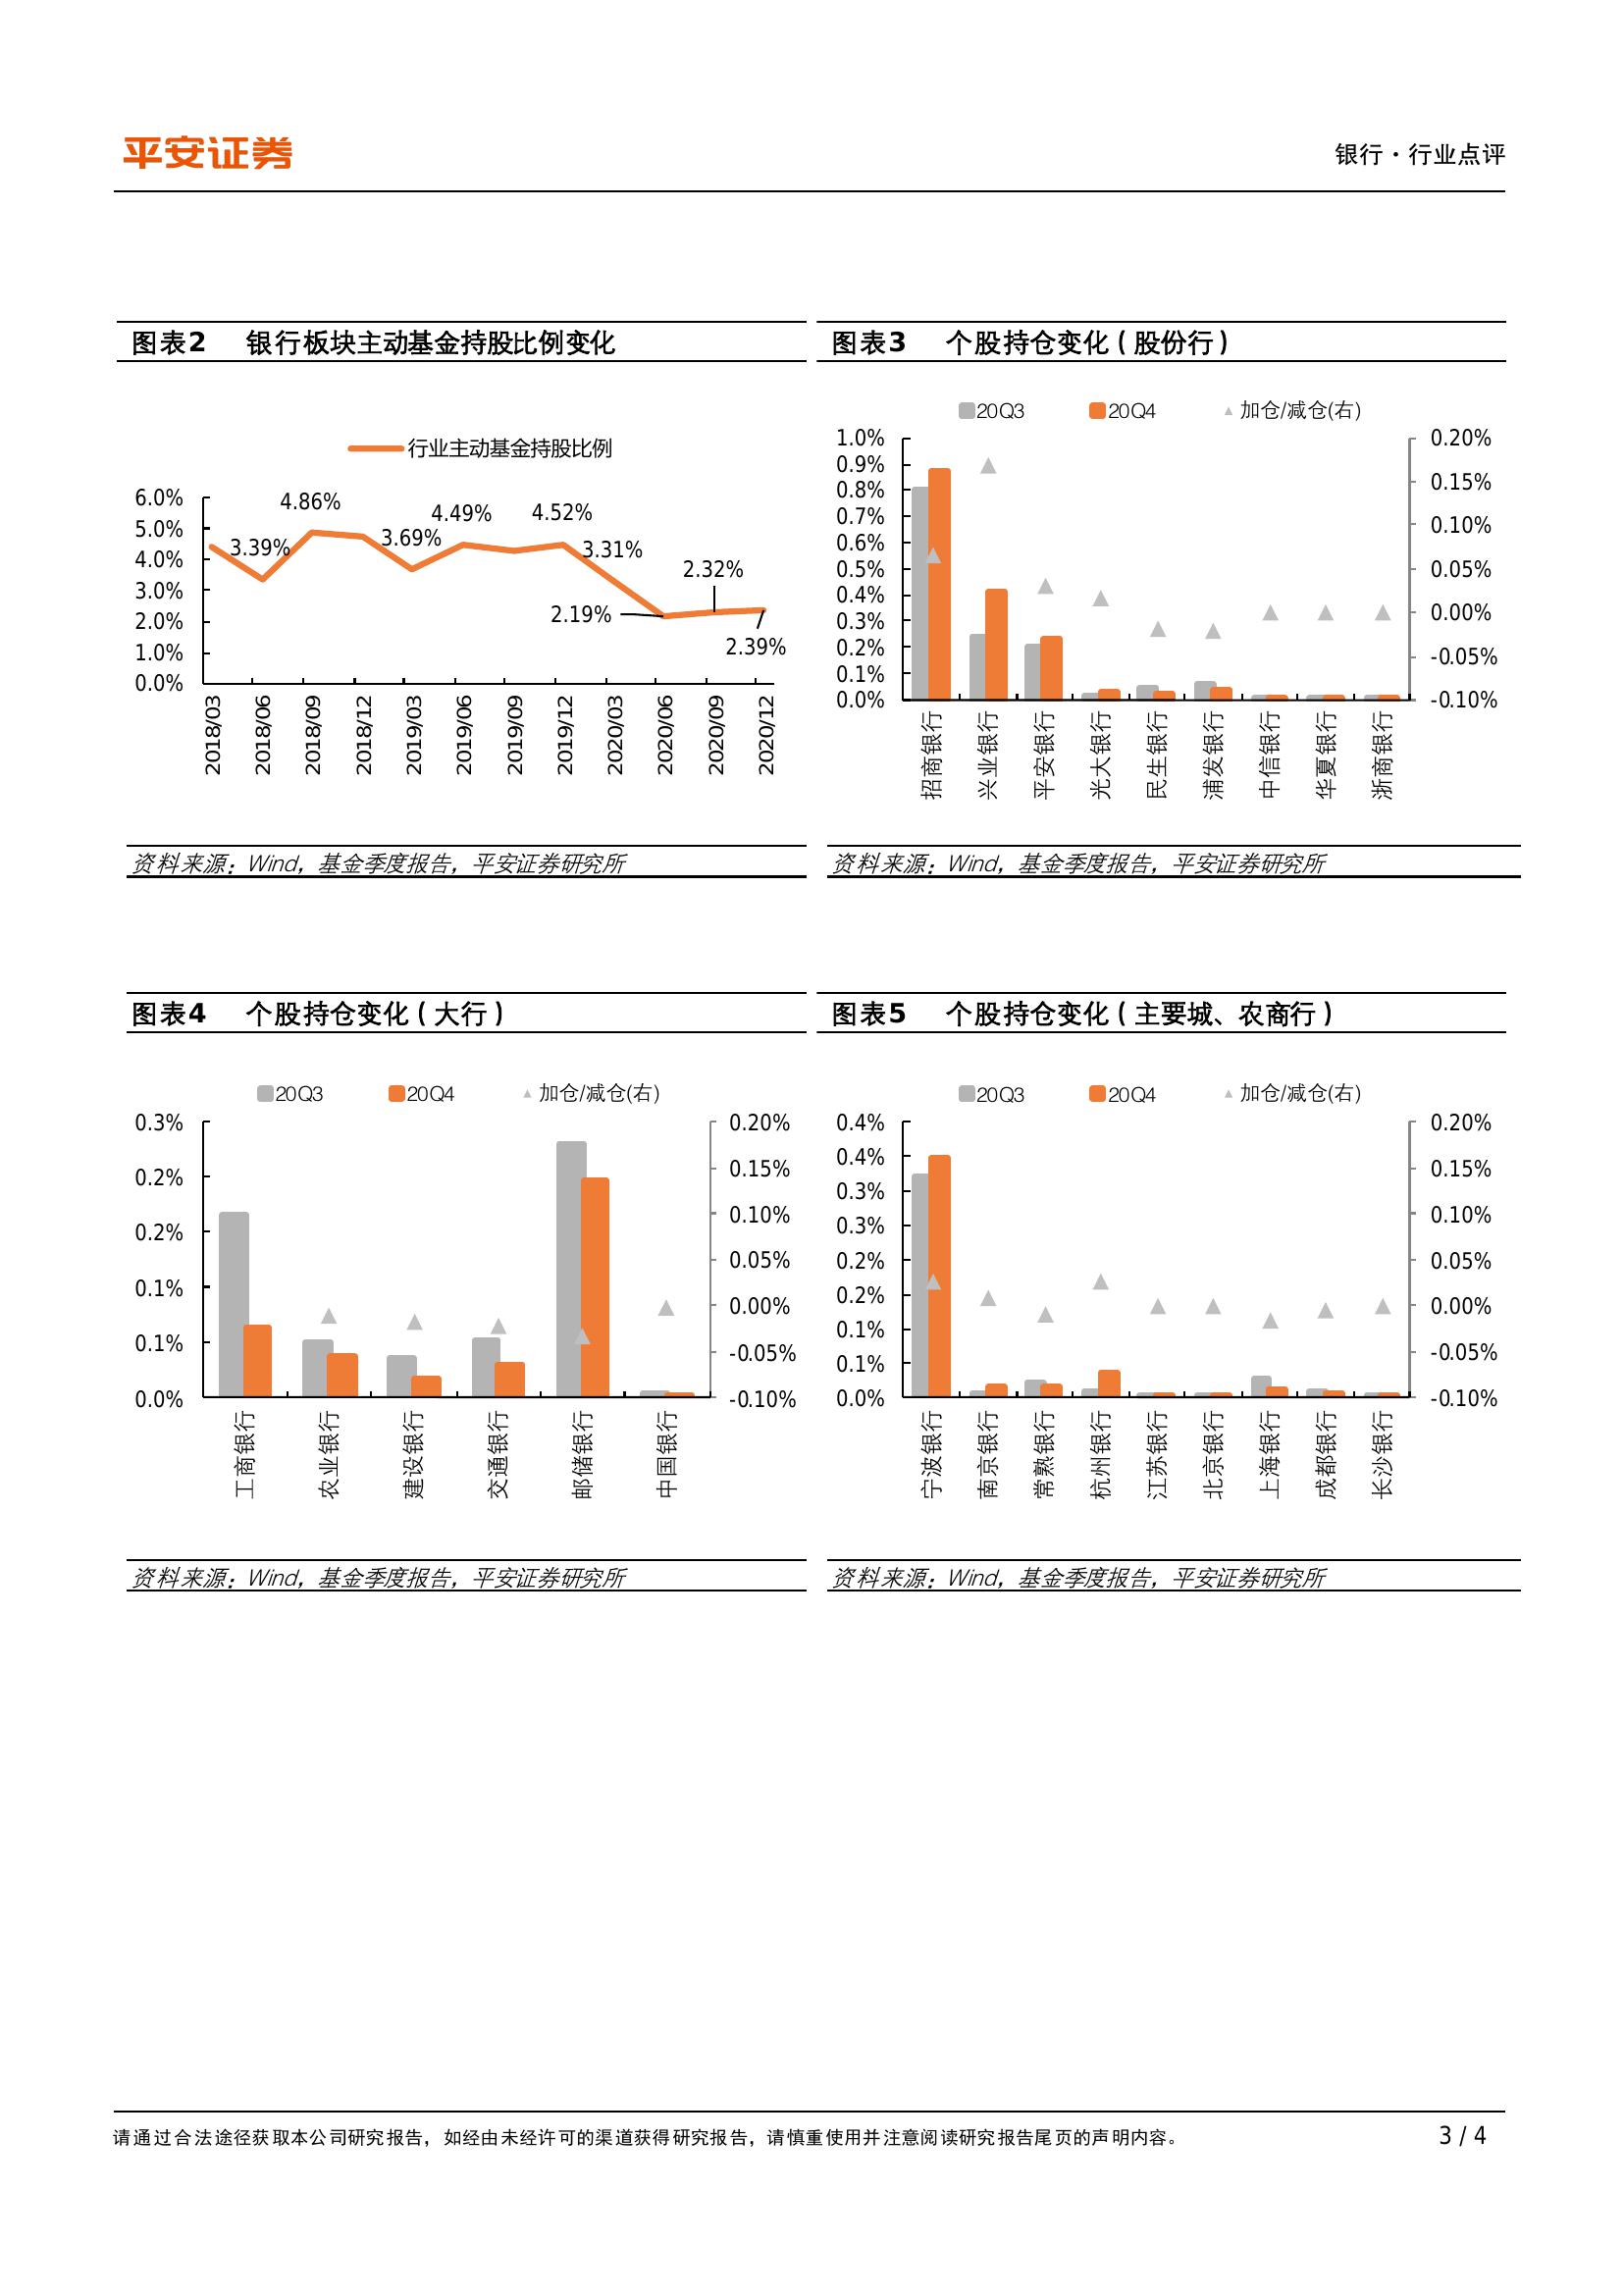 平安证券
银行·行业点评
图表2 银行板块主动基金持股比例变化
行业主动基金持股比例
6.0%
5.0%
4.0%
3.0%
2.0%
1.0%
0.0%
3.39%
4.86%
3.69%
4.49%
4.52%
3.31%
2.19%
2.32%
2.39%
2018/03
2018/06
2018/09
2018/12
2019/03
2019/06
2019/09
2019/12
2020/03
2020/06
2020/09
2020/12
资料来源：Wind，基金季度报告，平安证券研究所
图表3 个股持仓变化(股份行)
20Q3 20Q4 加仓/减仓(右)
1.0%
0.9%
0.8%
0.7%
0.6%
0.5%
0.4%
0.3%
0.2%
0.1%
0.0%
0.20%
0.15%
0.10%
0.05%
0.00%
-0.05%
-0.10%
招商银行
兴业银行
平安银行
光大银行
民生银行
浦发银行
中信银行
华夏银行
浙商银行
资料来源：Wind，基金季度报告，平安证券研究所
图表4 个股持仓变化(大行)
20Q3 20Q4 加仓/减仓(右)
0.3%
0.2%
0.2%
0.1%
0.1%
0.0%
0.20%
0.15%
0.10%
0.05%
0.00%
-0.05%
-0.10%
工商银行
农业银行
建设银行
交通银行
邮储银行
中国银行
资料来源：Wind，基金季度报告，平安证券研究所
图表5 个股持仓变化(主要城、农商行)
20Q3 20Q4 加仓/减仓(右)
0.4%
0.4%
0.3%
0.3%
0.2%
0.2%
0.1%
0.1%
0.0%
0.20%
0.15%
0.10%
0.05%
0.00%
-0.05%
-0.10%
宁波银行
南京银行
常熟银行
杭州银行
江苏银行
北京银行
上海银行
成都银行
长沙银行
资料来源：Wind，基金季度报告，平安证券研究所
请通过合法途径获取本公司研究报告，如经由未经许可的渠道获得研究报告，请慎重使用并注意阅读研究报告尾页的声明内容。
3 / 4